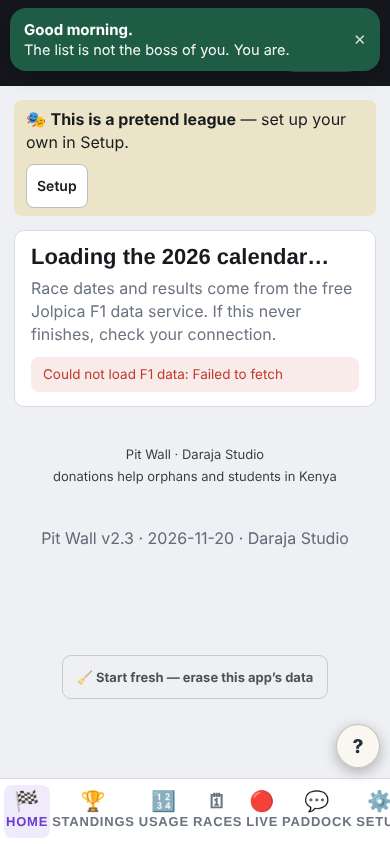 Good morning.
The list is not the boss of you. You are.
×
🎭 This is a pretend league — set up your
own in Setup.
Setup
Loading the 2026 calendar…
Race dates and results come from the free
Jolpica F1 data service. If this never
finishes, check your connection.
Could not load F1 data: Failed to fetch
Pit Wall · Daraja Studio
donations help orphans and students in Kenya
Pit Wall v2.3 · 2026-11-20 · Daraja Studio
🧹 Start fresh — erase this app’s data
?
HOME STANDINGS USAGE RACES LIVE PADDOCK SETU